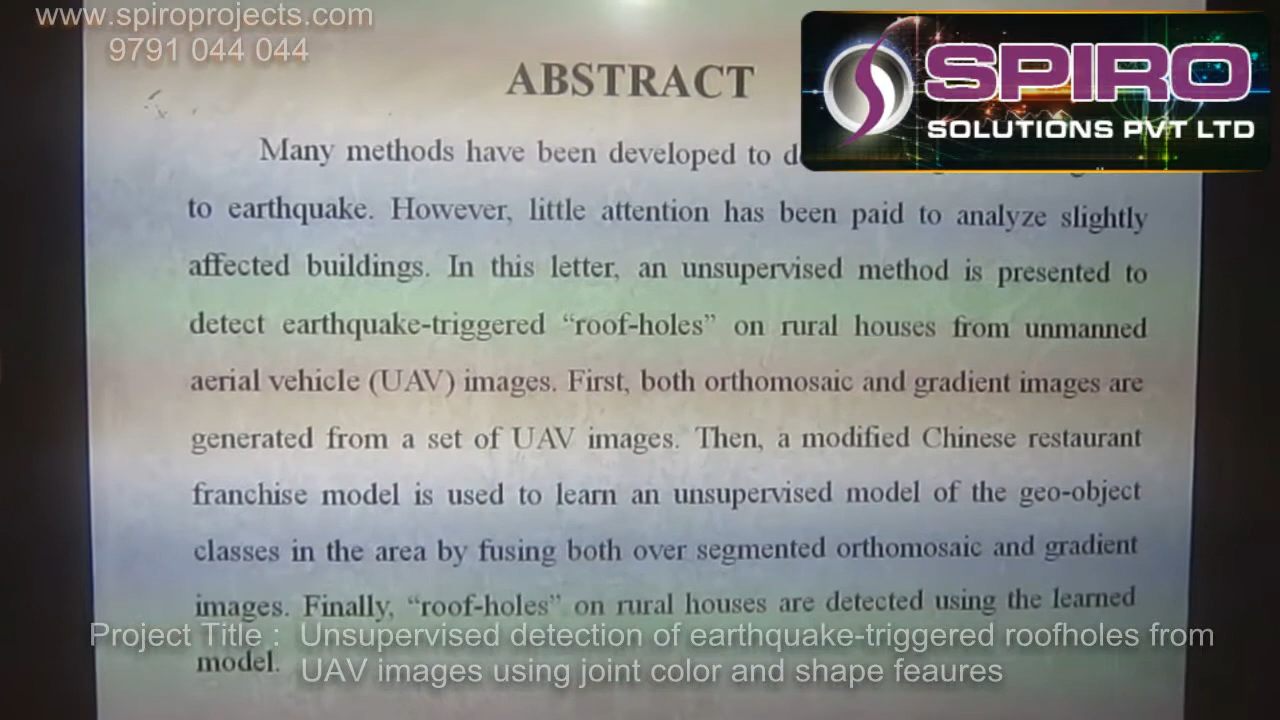 www.spiroprojects.com
9791 044 044
SPIRO
SOLUTIONS PVT LTD
ABSTRACT
Many methods have been developed to
to earthquake. However, little attention has been paid to analyze slightly
affected buildings. In this letter, an unsupervised method is presented to
detect earthquake-triggered “roof-holes” on rural houses from unmanned
aerial vehicle (UAV) images. First, both orthomosaic and gradient images are
generated from a set of UAV images. Then, a modified Chinese restaurant
franchise model is used to learn an unsupervised model of the geo-object
classes in the area by fusing both over segmented orthomosaic and gradient
images. Finally, “roof-holes” on rural houses are detected using the learned
model.
Project Title : Unsupervised detection of earthquake-triggered roofholes from
UAV images using joint color and shape feaures